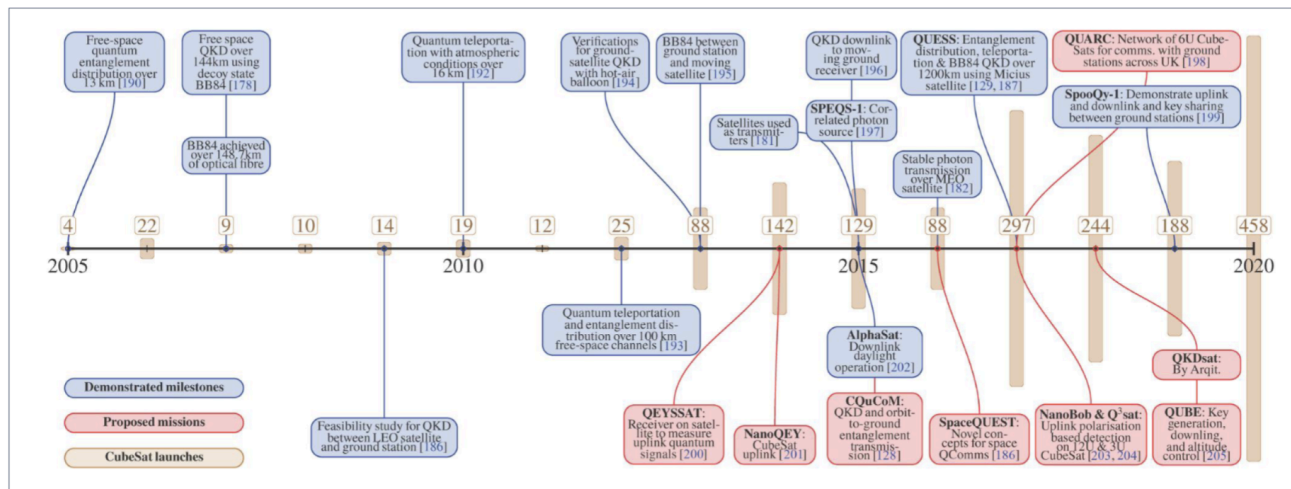 Free-space
quantum
entanglement
distribution over
13 km [190]
Free space
QKD over
144km using
decoy state
BB84 [178]
BB84 achieved
over 148.7km
of optical fibre
Quantum teleporta-
tion with atmospheric
conditions over
16 km [192]
Verifications
for ground-
satellite QKD
with hot-air
balloon [194]
BB84 between
ground station
and moving
satellite [195]
Satellites used
as transmit-
ters [181]
QKD downlink
to mov-
ing ground
receiver [196]
SPEQS-1: Cor-
related photon
source [197]
QUESS: Entanglement
distribution, teleporta-
tion & BB84 QKD over
1200km using Micius
satellite [129, 187]
Stable photon
transmission
over MEO
satellite [182]
QUARC: Network of 6U Cube-
Sats for comms. with ground
stations across UK [198]
SpooQy-1: Demonstrate uplink
and downlink and key sharing
between ground stations [199]
4 22 9 10 14 19 12 25 88 142 129 88 297 244 188 458
2005 2010 2015 2020
Quantum teleportation
and entanglement dis-
tribution over 100 km
free-space channels [193]
Feasibility study for QKD
between LEO satellite
and ground station [186]
AlphaSat:
Downlink
daylight
operation [202]
QKDsat:
By Arqit.
QEYSSAT:
Receiver on satel-
lite to measure
uplink quantum
signals [200]
NanoQEY:
CubeSat
uplink [201]
CQuCoM:
QKD and orbit-
to-ground
entanglement
transmis-
sion [128]
SpaceQUEST:
Novel con-
cepts for space
QComms [186]
NanoBob & Q³sat:
Uplink polarisation
based detection
on 12U & 3U
CubeSat [203, 204]
QUBE: Key
generation,
downling,
and altitude
control [205]
Demonstrated milestones
Proposed missions
CubeSat launches